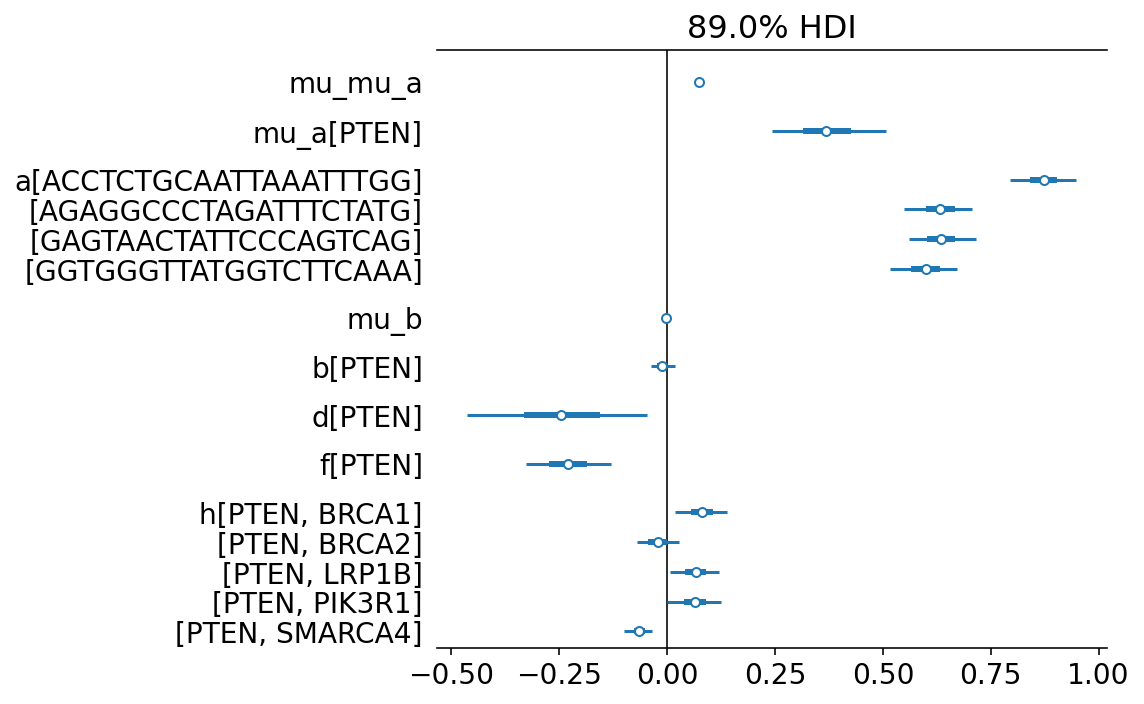 89.0% HDI
mu_mu_a
mu_a[PTEN]
a[ACCTCTGCAATTAAATTTGG]
[AGAGGCCCTAGATTTCTATG]
[GAGTAACTATTCCCAGTCAG]
[GGTGGGTTATGGTCTTCAAA]
mu_b
b[PTEN]
d[PTEN]
f[PTEN]
h[PTEN, BRCA1]
[PTEN, BRCA2]
[PTEN, LRP1B]
[PTEN, PIK3R1]
[PTEN, SMARCA4]
−0.50 −0.25 0.00 0.25 0.50 0.75 1.00